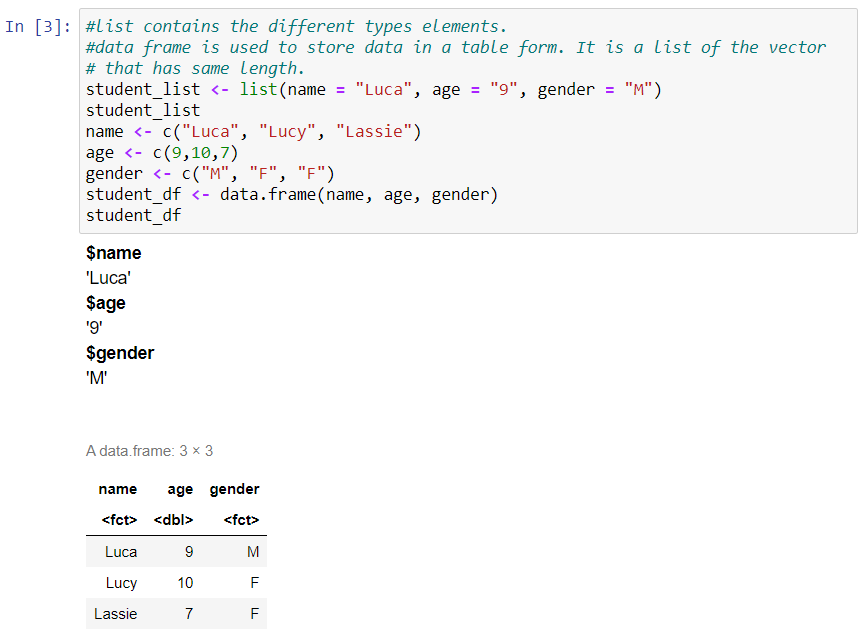 In [3]:
#list contains the different types elements.
#data frame is used to store data in a table form. It is a list of the vector
# that has same length.
student_list <- list(name = "Luca", age = "9", gender = "M")
student_list
name <- c("Luca", "Lucy", "Lassie")
age <- c(9,10,7)
gender <- c("M", "F", "F")
student_df <- data.frame(name, age, gender)
student_df
$name
'Luca'
$age
'9'
$gender
'M'
A data.frame: 3 × 3
name age gender
<fct> <dbl> <fct>
Luca 9 M
Lucy 10 F
Lassie 7 F